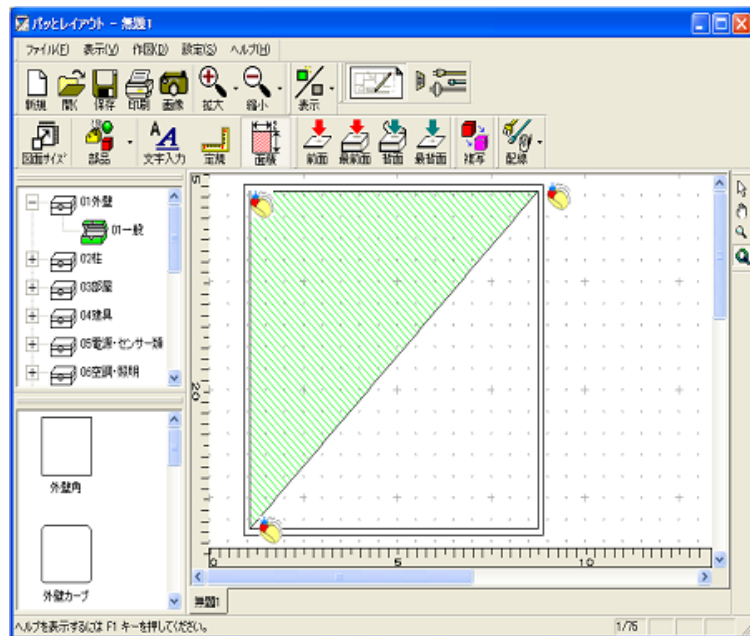 パッとレイアウト - 無題1
ファイル(F) 表示(V) 作図(D) 設定(S) ヘルプ(H)
新規 開く 保存 印刷 画像 拡大 縮小 表示
図面サイズ 部品 文字入力 定規 面積 前面 最前面 背面 最背面 複写 配線
01外壁
01一般
02柱
03部屋
04建具
05電源・センサー類
06空調・照明
外壁角
外壁カーブ
5
20
0 5 10
無題1
ヘルプを表示するには F1 キーを押してください。 1/75